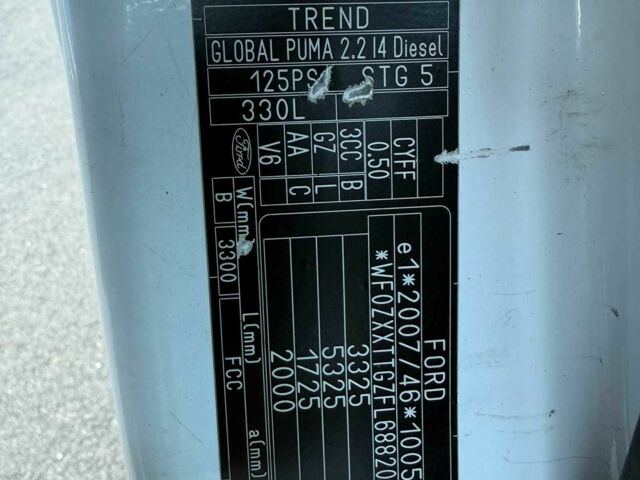 TREND
GLOBAL PUMA 2.2 I4 Diesel
125PS STG 5
330L
Ford
CYFF
0.50
3CC B
GZ L
AA C
V6
FORD
e1*2007/46*1005
*WF0ZXXTTGZFL68820
3325
5325
1725
2000
W(mm) L(mm) a(mm)
B 3300 FCC